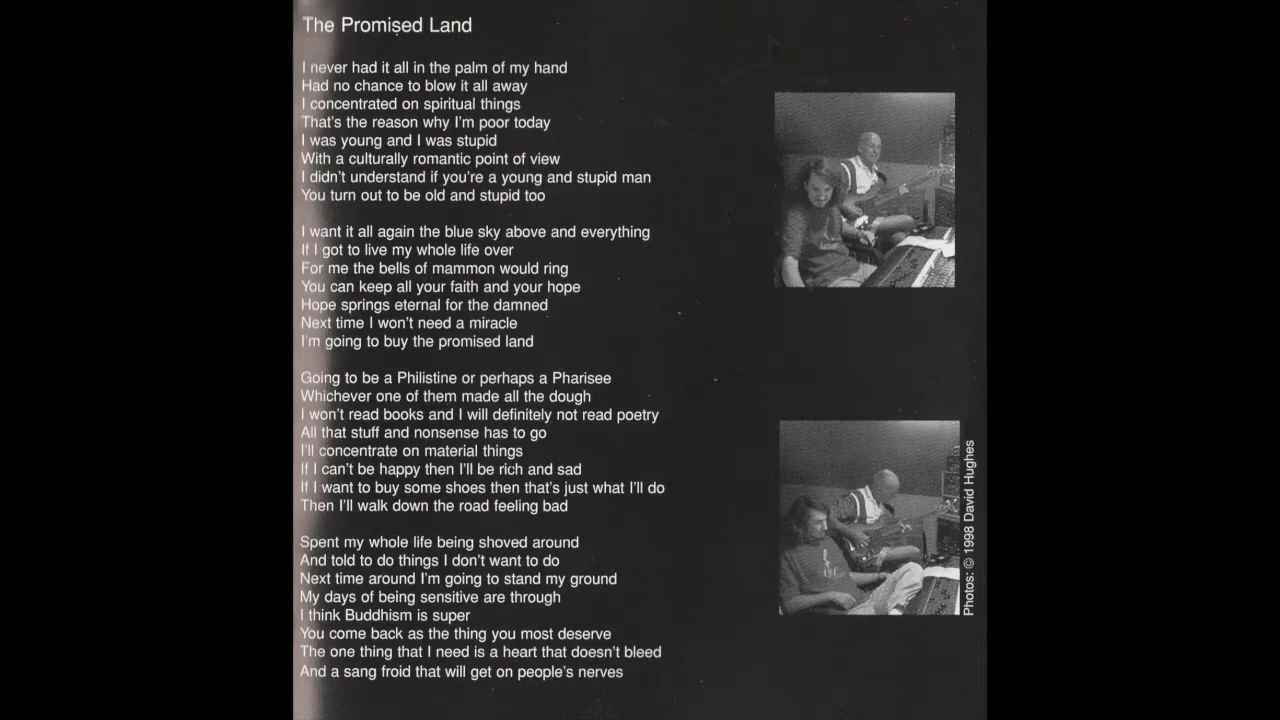 The Promised Land
I never had it all in the palm of my hand
Had no chance to blow it all away
I concentrated on spiritual things
That's the reason why I'm poor today
I was young and I was stupid
With a culturally romantic point of view
I didn't understand if you're a young and stupid man
You turn out to be old and stupid too
I want it all again the blue sky above and everything
If I got to live my whole life over
For me the bells of mammon would ring
You can keep all your faith and your hope
Hope springs eternal for the damned
Next time I won't need a miracle
I'm going to buy the promised land
Going to be a Philistine or perhaps a Pharisee
Whichever one of them made all the dough
I won't read books and I will definitely not read poetry
All that stuff and nonsense has to go
I'll concentrate on material things
If I can't be happy then I'll be rich and sad
If I want to buy some shoes then that's just what I'll do
Then I'll walk down the road feeling bad
Spent my whole life being shoved around
And told to do things I don't want to do
Next time around I'm going to stand my ground
My days of being sensitive are through
I think Buddhism is super
You come back as the thing you most deserve
The one thing that I need is a heart that doesn't bleed
And a sang froid that will get on people's nerves
Photos: © 1998 David Hughes